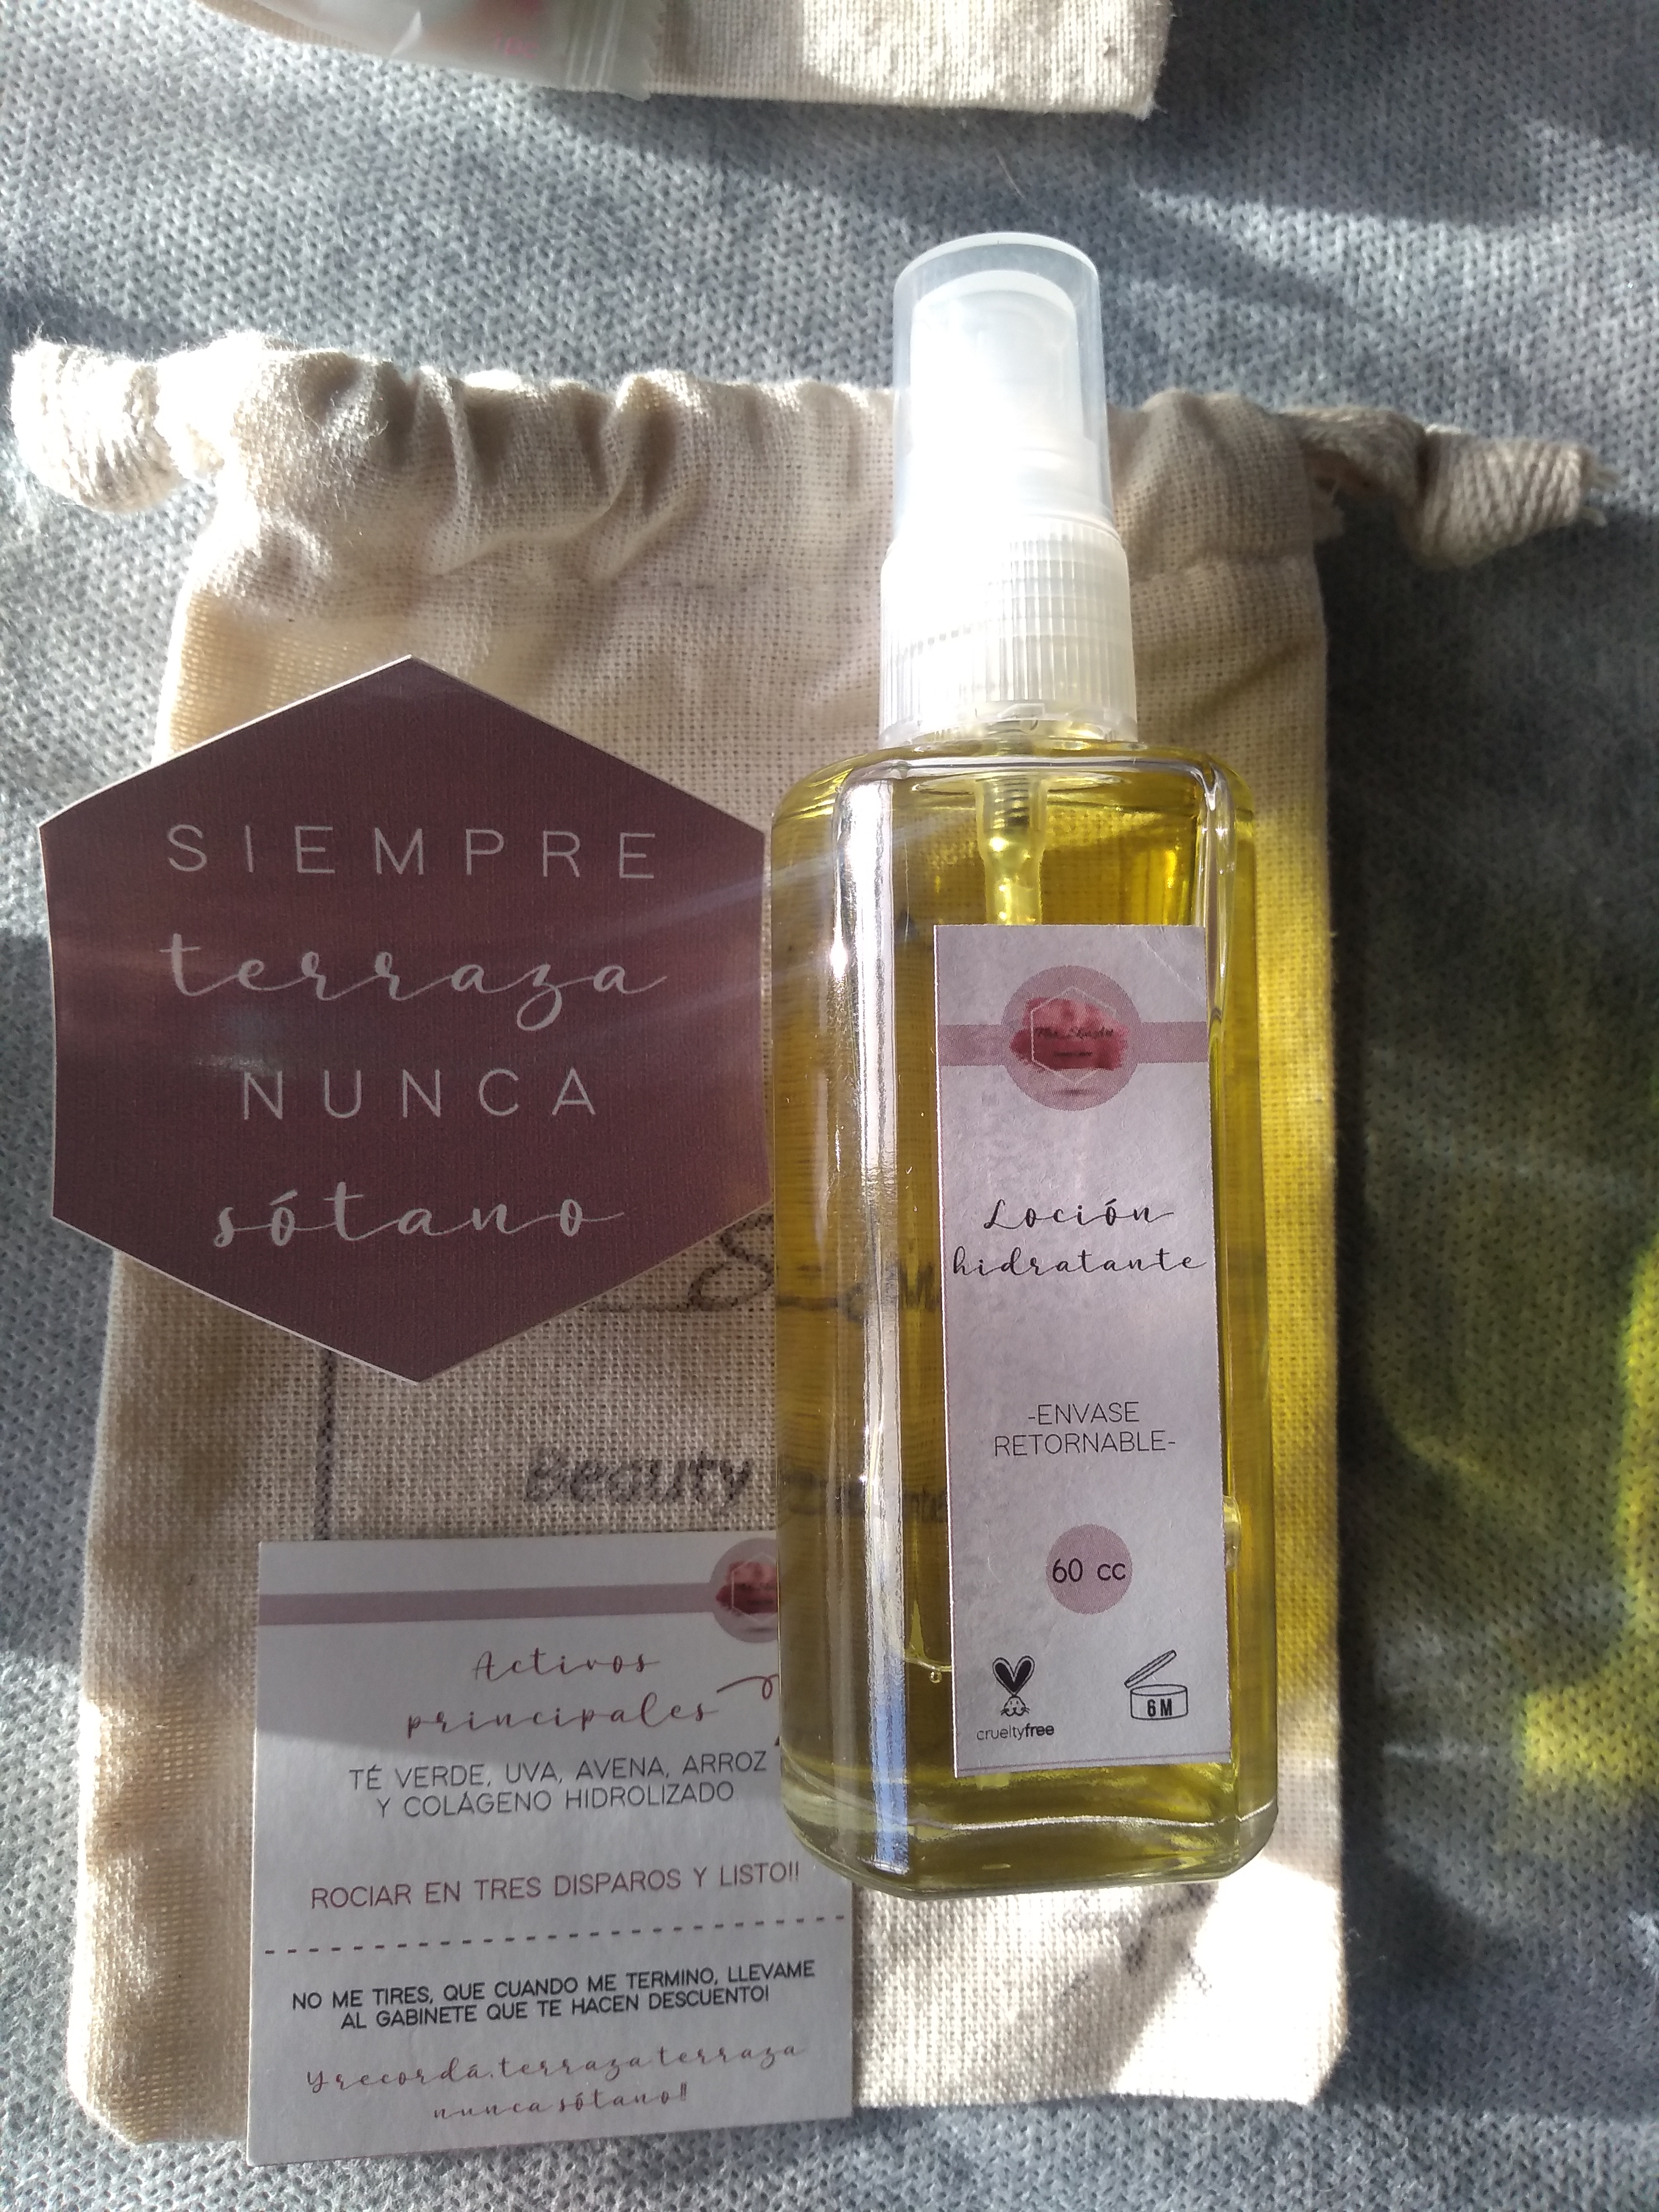 SIEMPRE
terraza
NUNCA
sótano
Loción
hidratante
-ENVASE
RETORNABLE-
60 cc
crueltyfree
6M
Beauty
Activos
principales
TÉ VERDE, UVA, AVENA, ARROZ
Y COLÁGENO HIDROLIZADO
ROCIAR EN TRES DISPAROS Y LISTO!!
NO ME TIRES, QUE CUANDO ME TERMINO, LLEVAME
AL GABINETE QUE TE HACEN DESCUENTO!
Y recordá, terraza terraza
nunca sótano!!